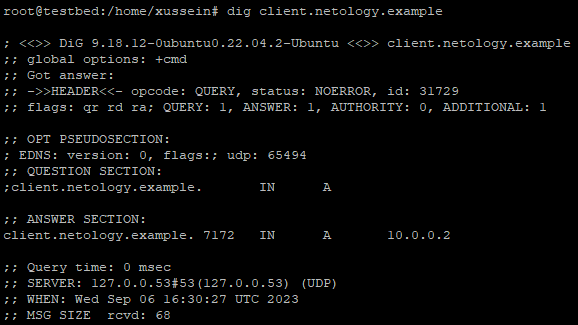 root@testbed:/home/xussein# dig client.netology.example
; <<>> DiG 9.18.12-0ubuntu0.22.04.2-Ubuntu <<>> client.netology.example
;; global options: +cmd
;; Got answer:
;; ->>HEADER<<- opcode: QUERY, status: NOERROR, id: 31729
;; flags: qr rd ra; QUERY: 1, ANSWER: 1, AUTHORITY: 0, ADDITIONAL: 1
;; OPT PSEUDOSECTION:
; EDNS: version: 0, flags:; udp: 65494
;; QUESTION SECTION:
;client.netology.example.       IN      A
;; ANSWER SECTION:
client.netology.example. 7172   IN      A       10.0.0.2
;; Query time: 0 msec
;; SERVER: 127.0.0.53#53(127.0.0.53) (UDP)
;; WHEN: Wed Sep 06 16:30:27 UTC 2023
;; MSG SIZE  rcvd: 68